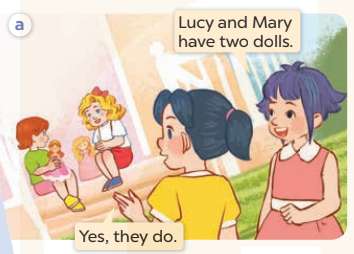 a
Lucy and Mary
have two dolls.
Yes, they do.